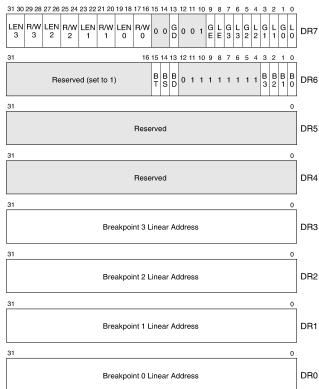 31 30 29 28 27 26 25 24 23 22 21 20 19 18 17 16 15 14 13 12 11 10 9 8 7 6 5 4 3 2 1 0
LEN 3 R/W 3 LEN 2 R/W 2 LEN 1 R/W 1 LEN 0 R/W 0 0 0 G D 0 0 1 G E L E G 3 L 3 G 2 L 2 G 1 L 1 G 0 L 0 DR7
31 16 15 14 13 12 11 10 9 8 7 6 5 4 3 2 1 0
Reserved (set to 1) B T B S B D 0 1 1 1 1 1 1 1 1 B 3 B 2 B 1 B 0 DR6
31 0
Reserved DR5
31 0
Reserved DR4
31 0
Breakpoint 3 Linear Address DR3
31 0
Breakpoint 2 Linear Address DR2
31 0
Breakpoint 1 Linear Address DR1
31 0
Breakpoint 0 Linear Address DR0